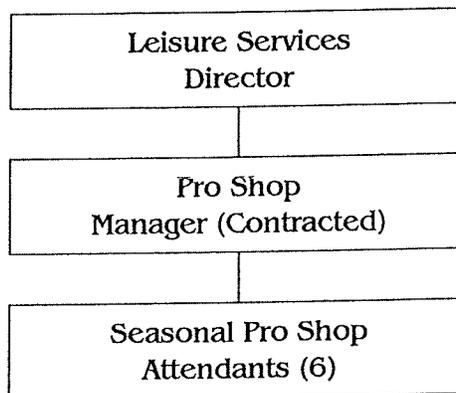 Leisure Services
Director
Pro Shop
Manager (Contracted)
Seasonal Pro Shop
Attendants (6)